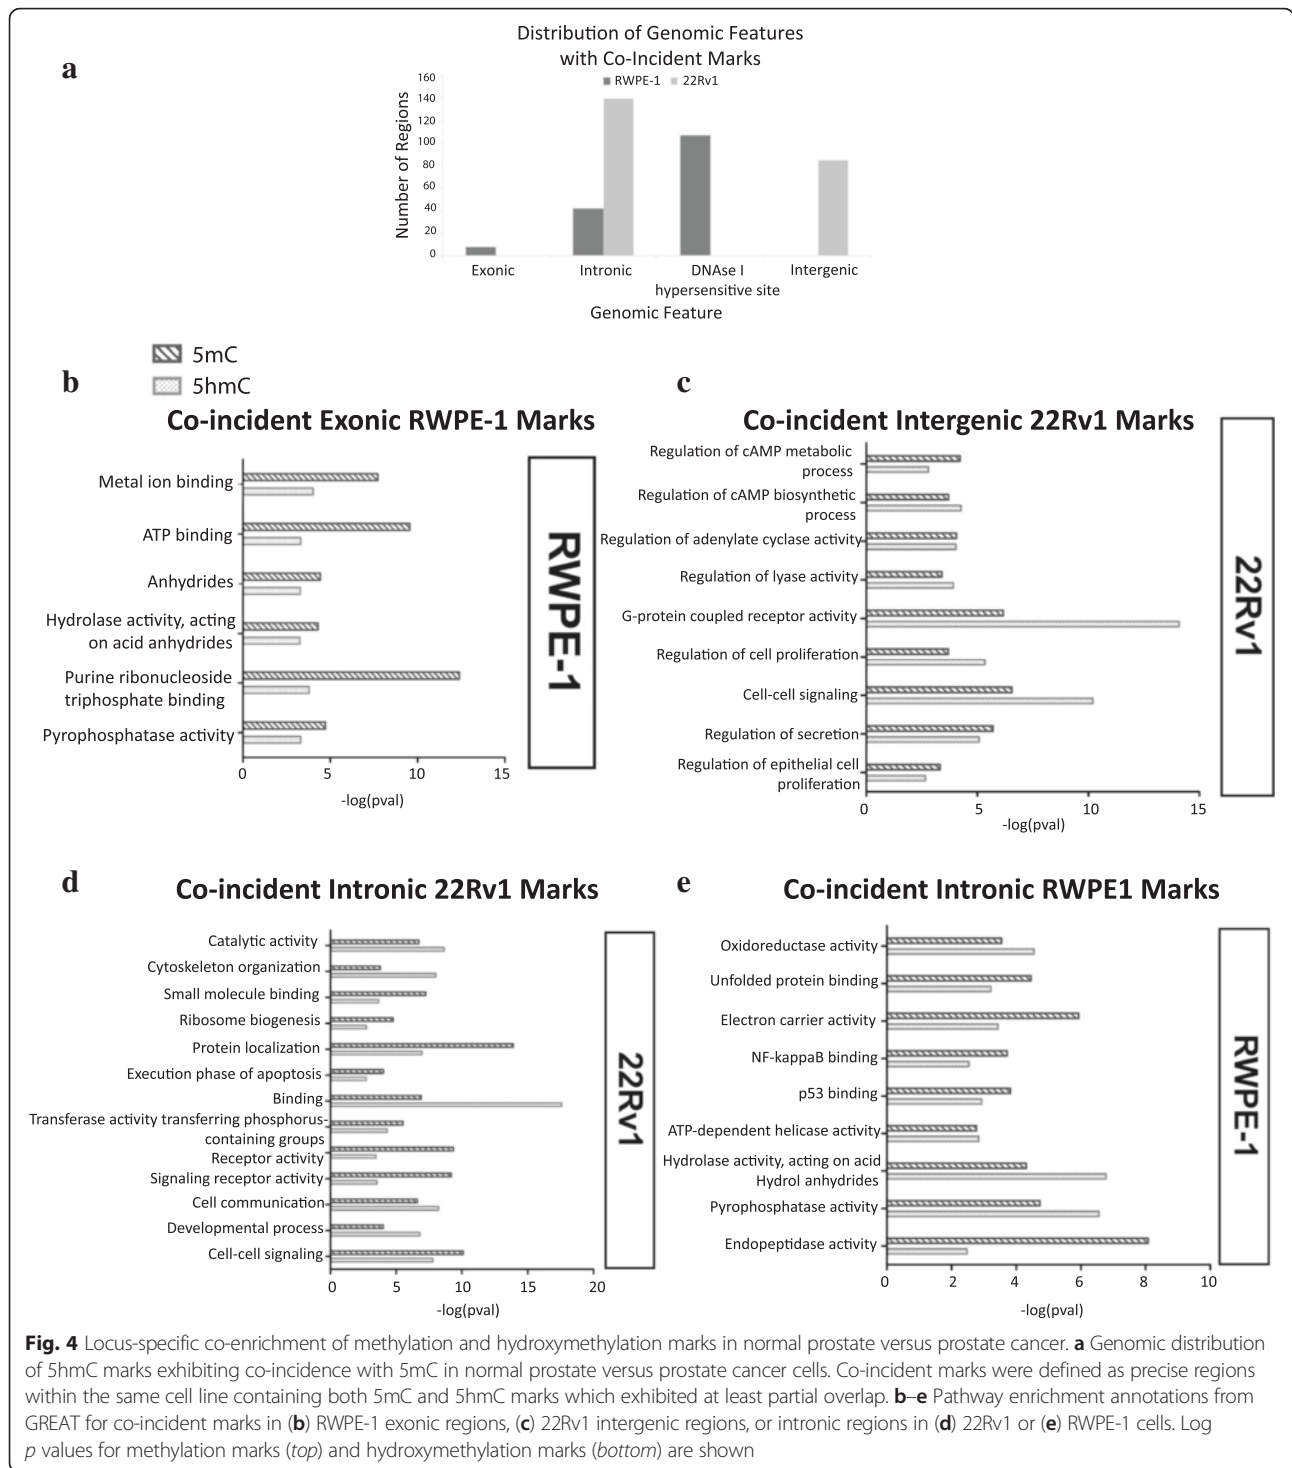 a
Distribution of Genomic Features
with Co-Incident Marks
RWPE-1 22Rv1
Number of Regions
160
140
120
100
80
60
40
20
0
Exonic
Intronic
DNAse I
hypersensitive site
Intergenic
Genomic Feature
5mC
5hmC
b
Co-incident Exonic RWPE-1 Marks
Metal ion binding
ATP binding
Anhydrides
Hydrolase activity, acting
on acid anhydrides
Purine ribonucleoside
triphosphate binding
Pyrophosphatase activity
0 5 10 15
-log(pval)
RWPE-1
c
Co-incident Intergenic 22Rv1 Marks
Regulation of cAMP metabolic
process
Regulation of cAMP biosynthetic
process
Regulation of adenylate cyclase activity
Regulation of lyase activity
G-protein coupled receptor activity
Regulation of cell proliferation
Cell-cell signaling
Regulation of secretion
Regulation of epithelial cell
proliferation
0 5 10 15
-log(pval)
22Rv1
d
Co-incident Intronic 22Rv1 Marks
Catalytic activity
Cytoskeleton organization
Small molecule binding
Ribosome biogenesis
Protein localization
Execution phase of apoptosis
Binding
Transferase activity transferring phosphorus-
containing groups
Receptor activity
Signaling receptor activity
Cell communication
Developmental process
Cell-cell signaling
0 5 10 15 20
-log(pval)
22Rv1
e
Co-incident Intronic RWPE1 Marks
Oxidoreductase activity
Unfolded protein binding
Electron carrier activity
NF-kappaB binding
p53 binding
ATP-dependent helicase activity
Hydrolase activity, acting on acid
Hydrol anhydrides
Pyrophosphatase activity
Endopeptidase activity
0 2 4 6 8 10
-log(pval)
RWPE-1
Fig. 4 Locus-specific co-enrichment of methylation and hydroxymethylation marks in normal prostate versus prostate cancer. a Genomic distribution
of 5hmC marks exhibiting co-incidence with 5mC in normal prostate versus prostate cancer cells. Co-incident marks were defined as precise regions
within the same cell line containing both 5mC and 5hmC marks which exhibited at least partial overlap. b–e Pathway enrichment annotations from
GREAT for co-incident marks in (b) RWPE-1 exonic regions, (c) 22Rv1 intergenic regions, or intronic regions in (d) 22Rv1 or (e) RWPE-1 cells. Log
p values for methylation marks (top) and hydroxymethylation marks (bottom) are shown